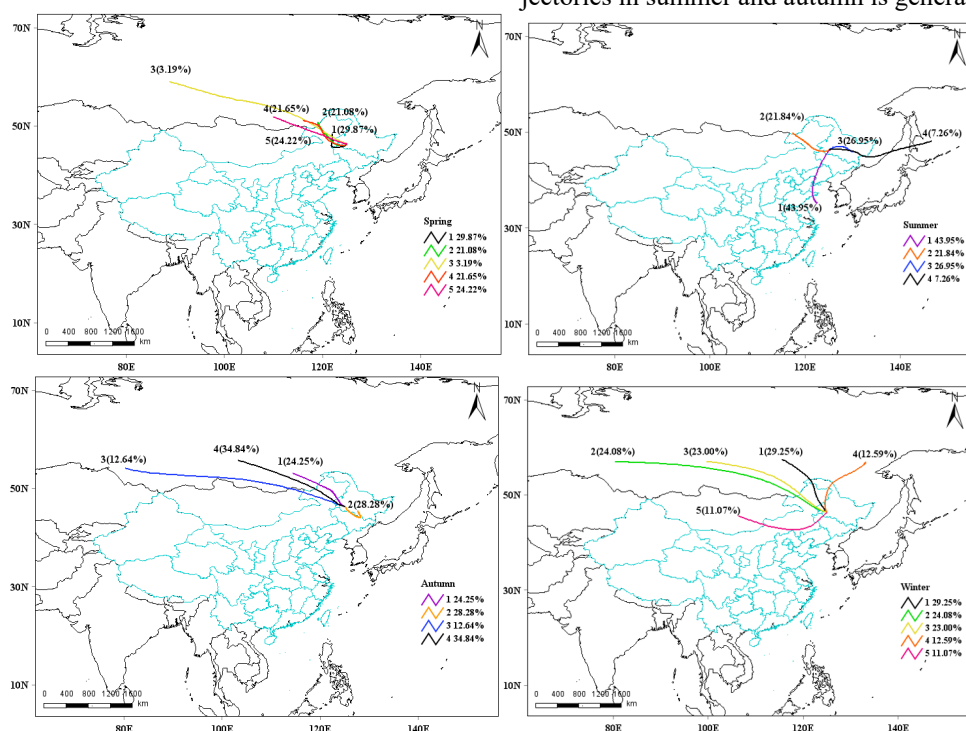 jectories in summer and autumn is genera
70N
50N
30N
10N
80E
100E
120E
140E
N
3(3.19%)
4(21.65%)
2(21.08%)
1(29.87%)
5(24.22%)
Spring
1 29.87%
2 21.08%
3 3.19%
4 21.65%
5 24.22%
0 400 800 1200 1600
km
70N
50N
30N
10N
80E
100E
120E
140E
N
2(21.84%)
3(26.95%)
4(7.26%)
1(43.95%)
Summer
1 43.95%
2 21.84%
3 26.95%
4 7.26%
0 400 800 1200 1600
km
70N
50N
30N
10N
80E
100E
120E
140E
N
3(12.64%)
4(34.84%)
1(24.25%)
2(28.28%)
Autumn
1 24.25%
2 28.28%
3 12.64%
4 34.84%
0 400 800 1200 1600
km
70N
50N
30N
10N
80E
100E
120E
140E
N
2(24.08%)
3(23.00%)
1(29.25%)
4(12.59%)
5(11.07%)
Winter
1 29.25%
2 24.08%
3 23.00%
4 12.59%
5 11.07%
0 400 800 1200 1600
km